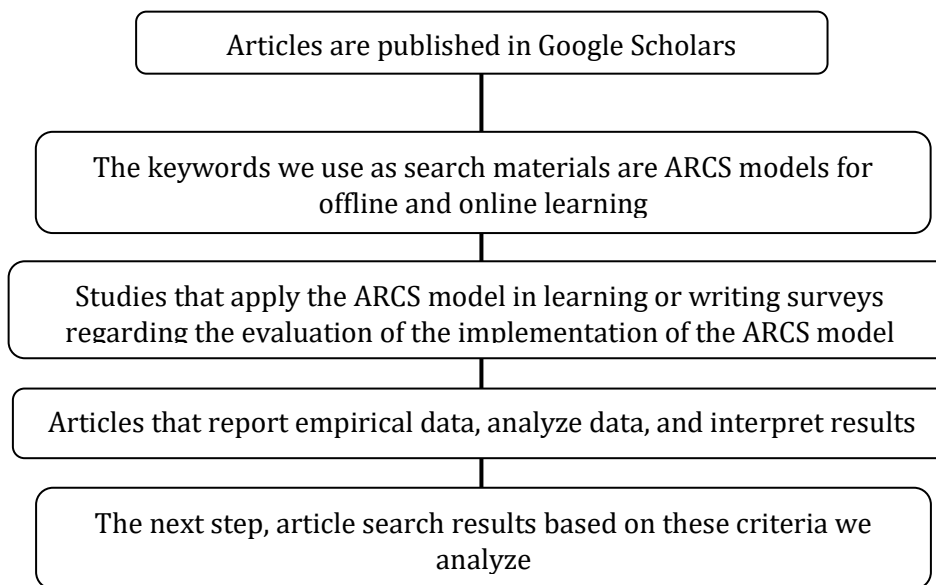 Articles are published in Google Scholars
The keywords we use as search materials are ARCS models for
offline and online learning
Studies that apply the ARCS model in learning or writing surveys
regarding the evaluation of the implementation of the ARCS model
Articles that report empirical data, analyze data, and interpret results
The next step, article search results based on these criteria we
analyze